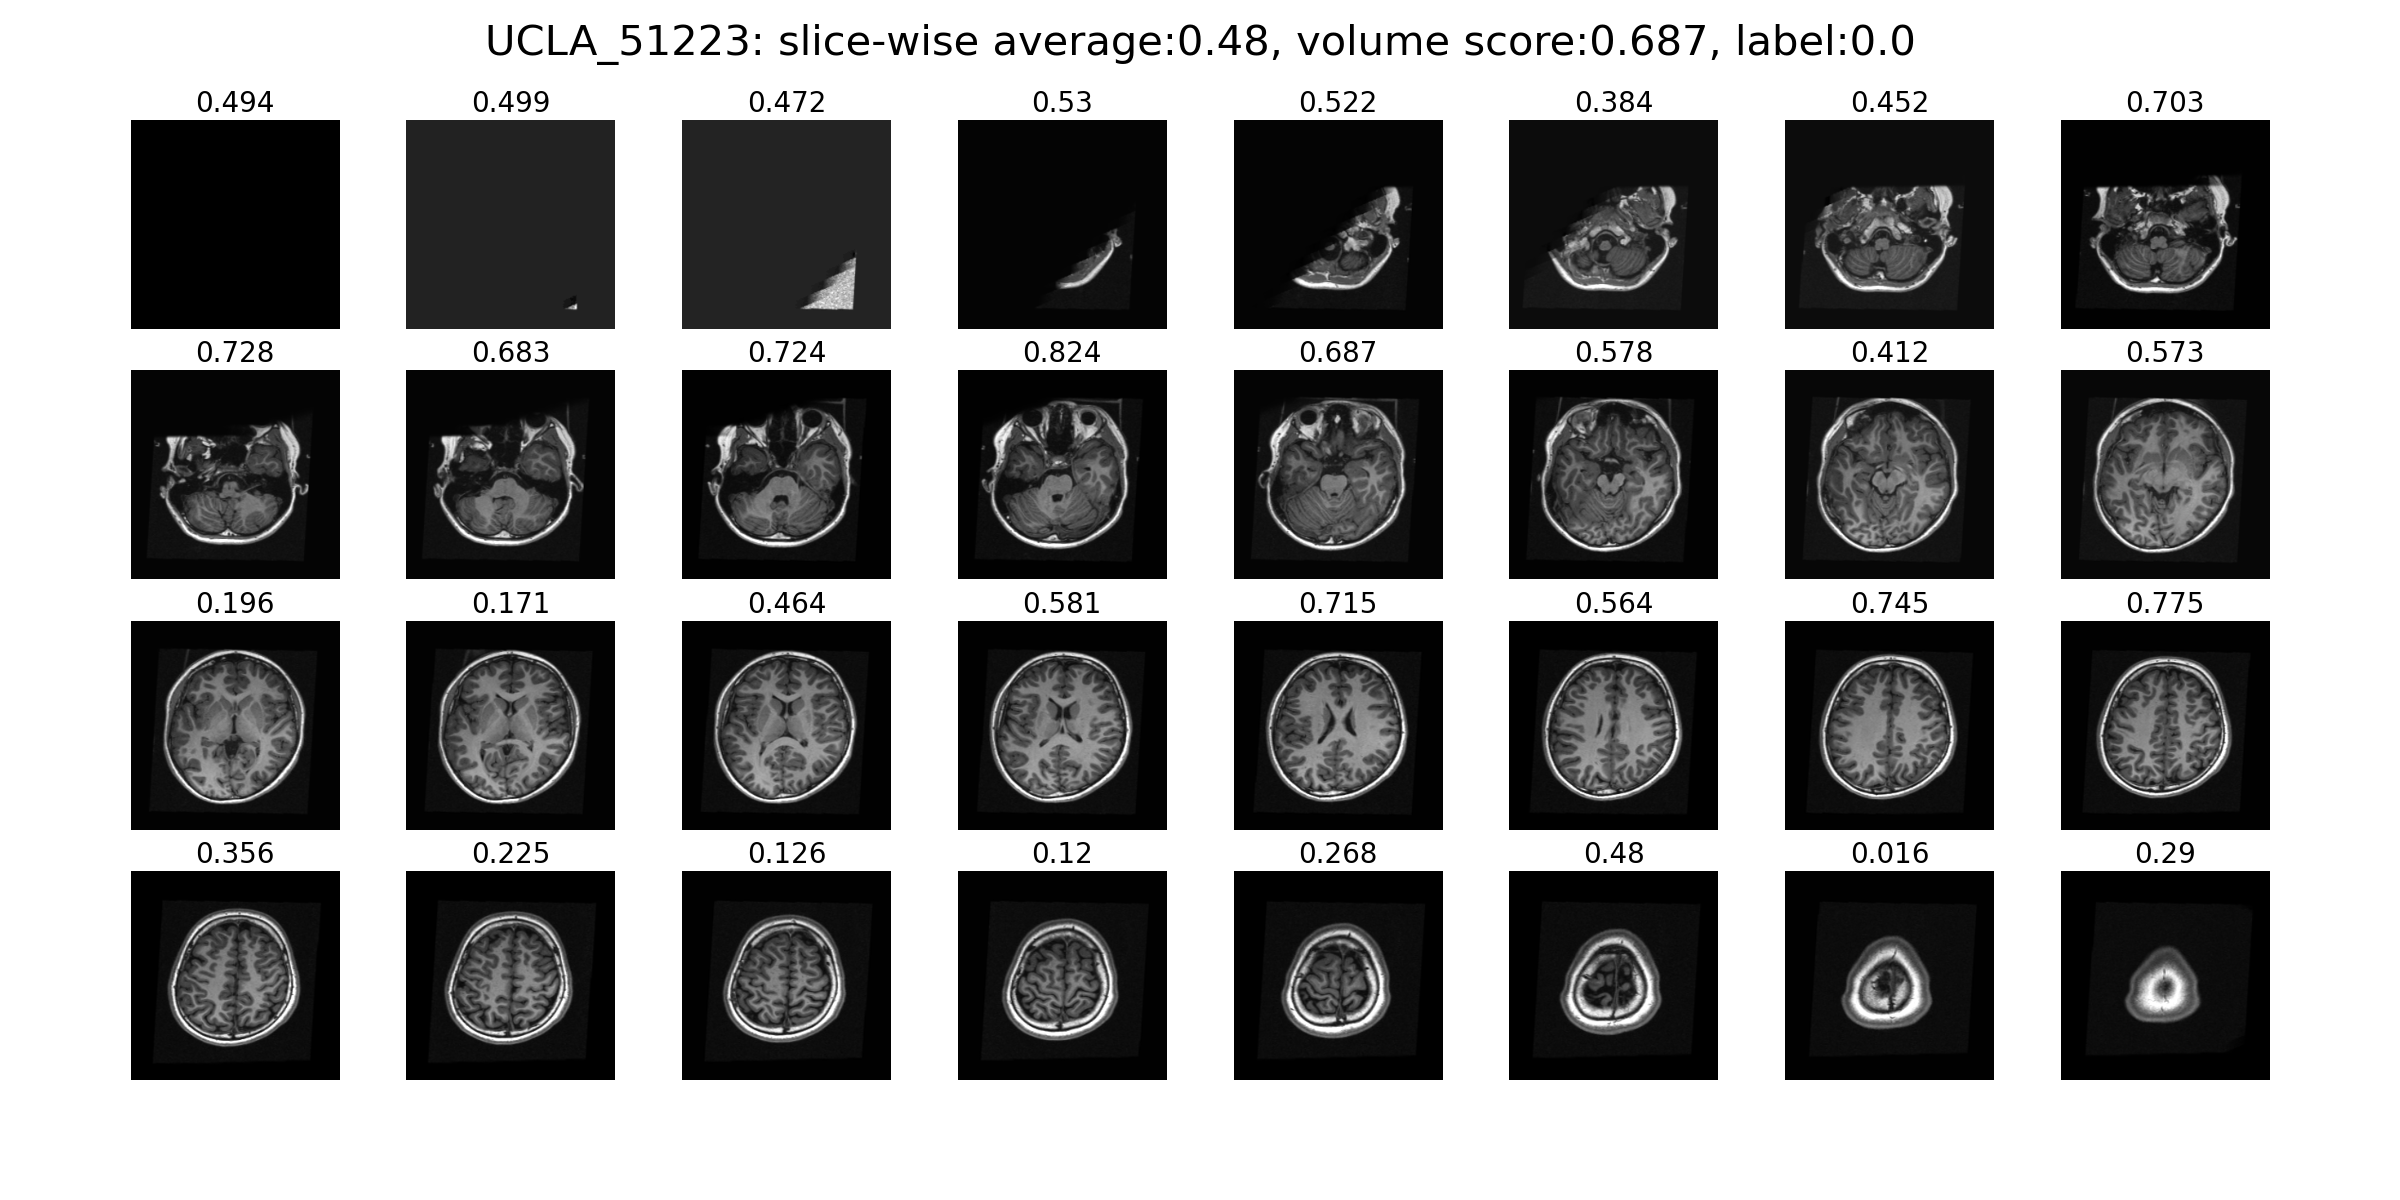 UCLA_51223: slice-wise average:0.48, volume score:0.687, label:0.0
0.494 0.499 0.472 0.53 0.522 0.384 0.452 0.703
0.728 0.683 0.724 0.824 0.687 0.578 0.412 0.573
0.196 0.171 0.464 0.581 0.715 0.564 0.745 0.775
0.356 0.225 0.126 0.12 0.268 0.48 0.016 0.29